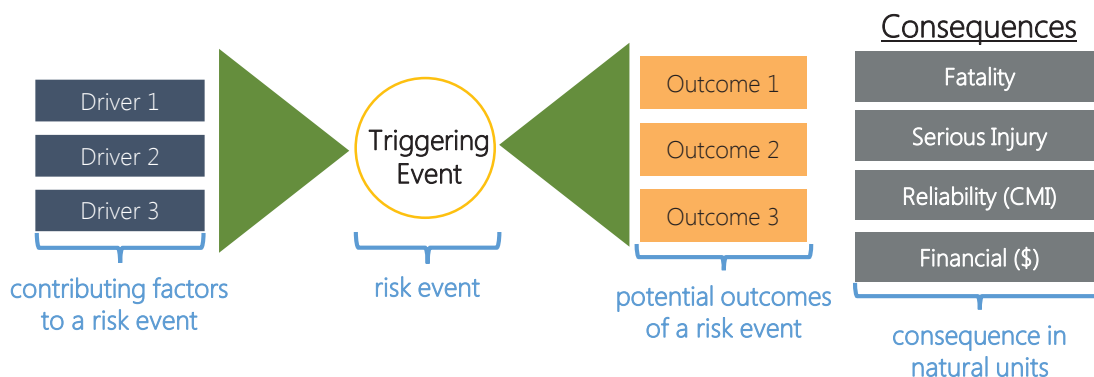 Consequences
Driver 1
Driver 2
Driver 3
Triggering
Event
Outcome 1
Outcome 2
Outcome 3
Fatality
Serious Injury
Reliability (CMI)
Financial ($)
contributing factors
to a risk event
risk event
potential outcomes
of a risk event
consequence in
natural units